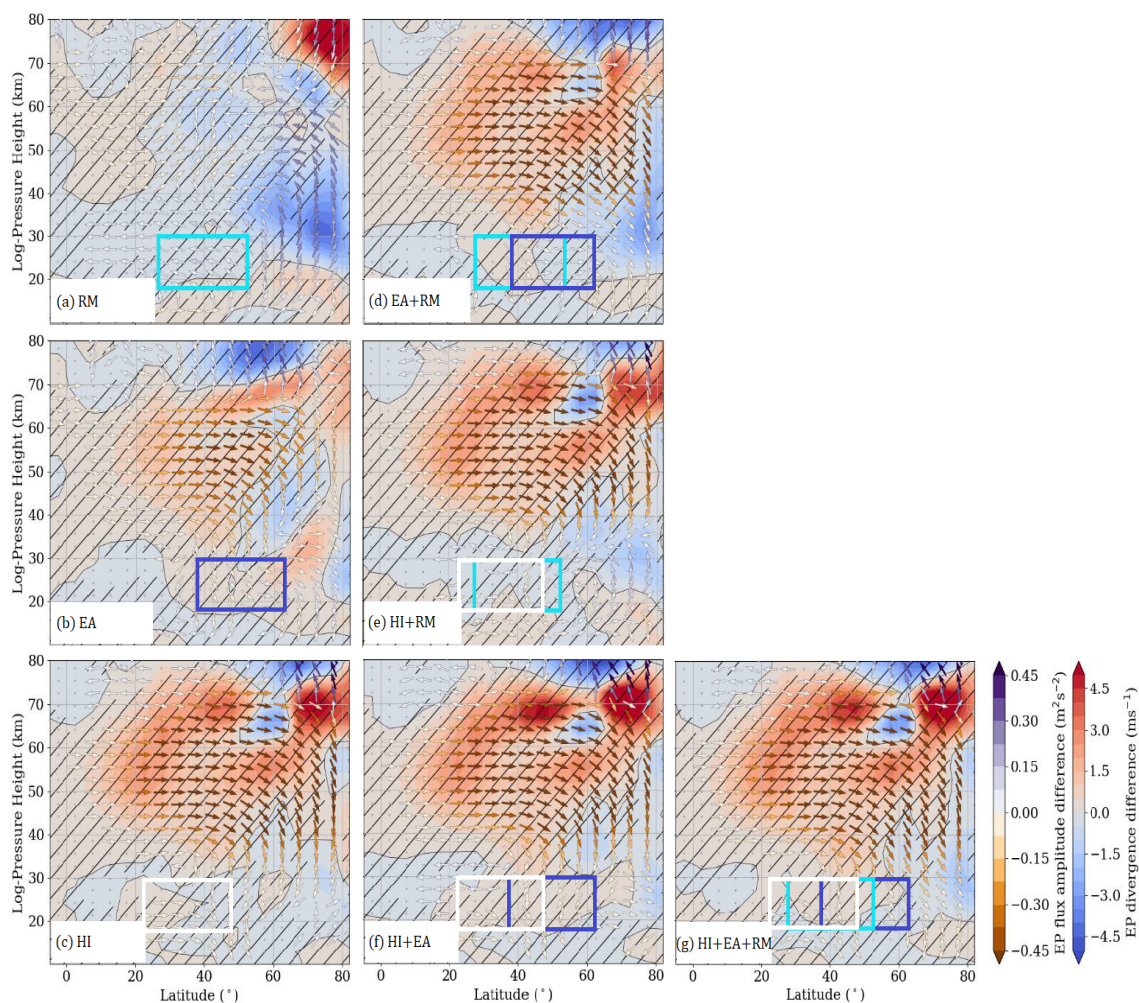 80
70
60
50
40
30
20
Log-Pressure Height (km)
(a) RM
(d) EA+RM
80
70
60
50
40
30
20
Log-Pressure Height (km)
(b) EA
(e) HI+RM
80
70
60
50
40
30
20
Log-Pressure Height (km)
(c) HI
(f) HI+EA
(g) HI+EA+RM
0 20 40 60 80
0 20 40 60 80
0 20 40 60 80
Latitude (°)
Latitude (°)
Latitude (°)
0.45
0.30
0.15
0.00
−0.15
−0.30
−0.45
EP flux amplitude difference (m²s⁻²)
4.5
3.0
1.5
0.0
−1.5
−3.0
−4.5
EP divergence difference (ms⁻¹)